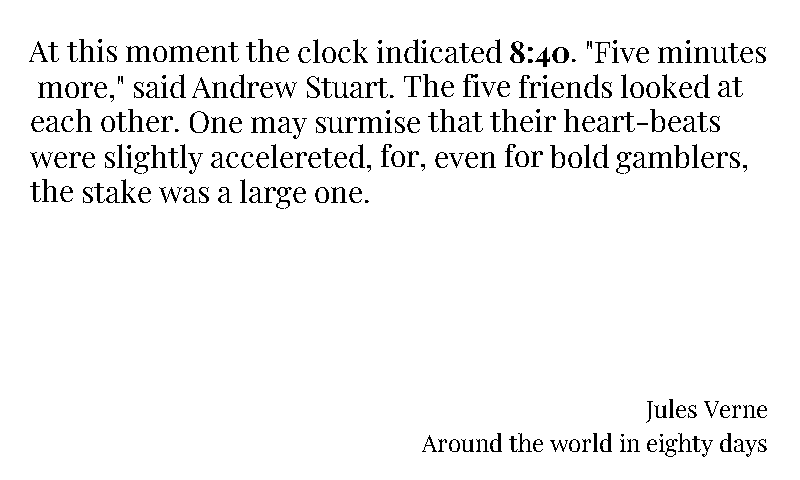 At this moment the clock indicated 8:40. "Five minutes
more," said Andrew Stuart. The five friends looked at
each other. One may surmise that their heart-beats
were slightly accelereted, for, even for bold gamblers,
the stake was a large one.
Jules Verne
Around the world in eighty days